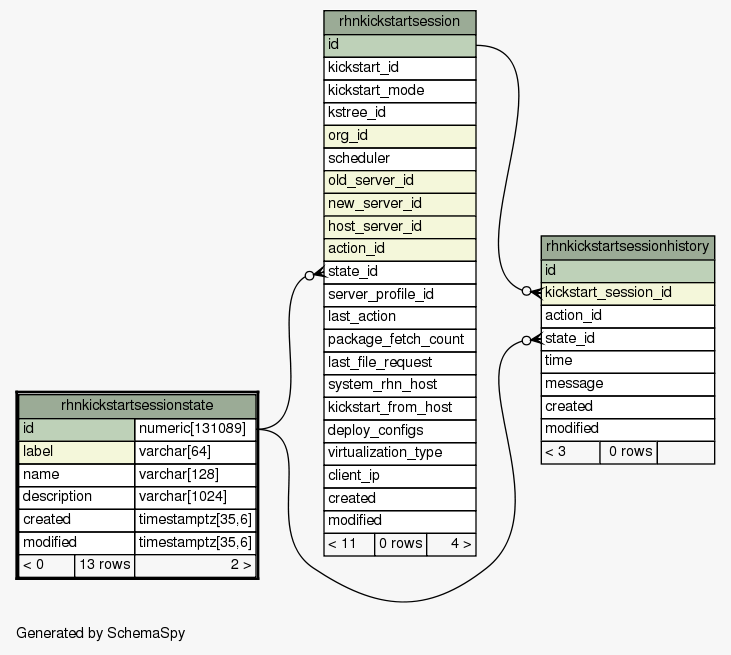 rhnkickstartsession
id
kickstart_id
kickstart_mode
kstree_id
org_id
scheduler
old_server_id
new_server_id
host_server_id
action_id
state_id
server_profile_id
last_action
package_fetch_count
last_file_request
system_rhn_host
kickstart_from_host
deploy_configs
virtualization_type
client_ip
created
modified
< 11 0 rows 4 >
rhnkickstartsessionhistory
id
kickstart_session_id
action_id
state_id
time
message
created
modified
< 3 0 rows
rhnkickstartsessionstate
id numeric[131089]
label varchar[64]
name varchar[128]
description varchar[1024]
created timestamptz[35,6]
modified timestamptz[35,6]
< 0 13 rows 2 >
Generated by SchemaSpy